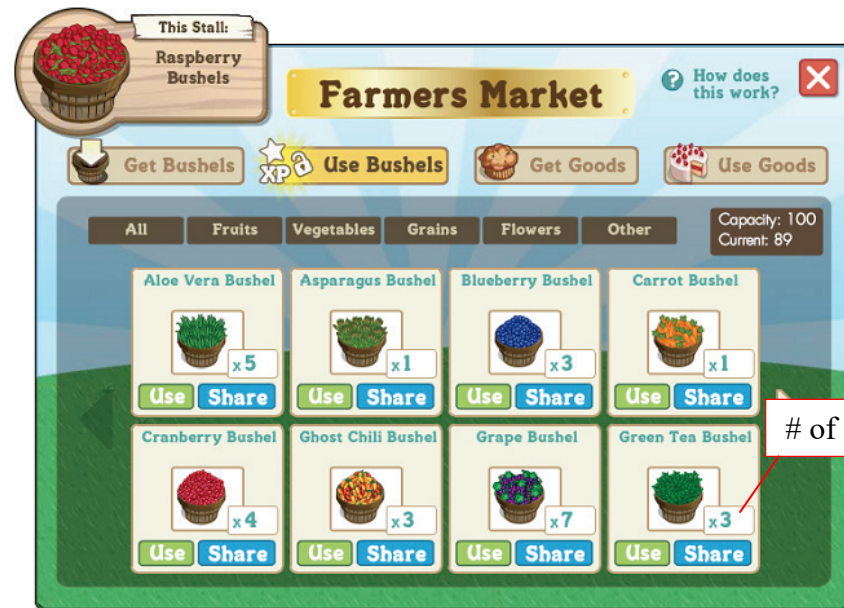 This Stall:
Raspberry
Bushels
Farmers Market
How does
this work?
Get Bushels
XP
Use Bushels
Get Goods
Use Goods
All
Fruits
Vegetables
Grains
Flowers
Other
Capacity: 100
Current: 89
Aloe Vera Bushel
Asparagus Bushel
Blueberry Bushel
Carrot Bushel
x5
x1
x3
x1
Use Share
Use Share
Use Share
Use Share
# of
Cranberry Bushel
Ghost Chili Bushel
Grape Bushel
Green Tea Bushel
x4
x3
x7
x3
Use Share
Use Share
Use Share
Use Share